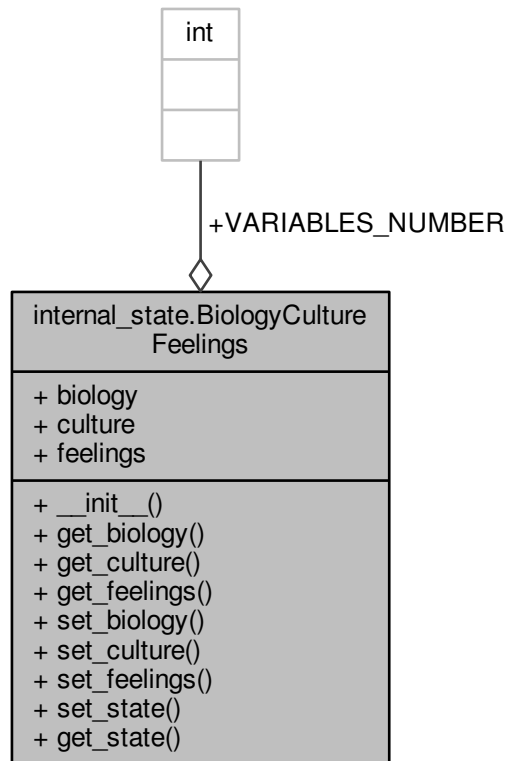 int
+VARIABLES_NUMBER
internal_state.BiologyCulture
Feelings
+ biology
+ culture
+ feelings
+ __init__()
+ get_biology()
+ get_culture()
+ get_feelings()
+ set_biology()
+ set_culture()
+ set_feelings()
+ set_state()
+ get_state()